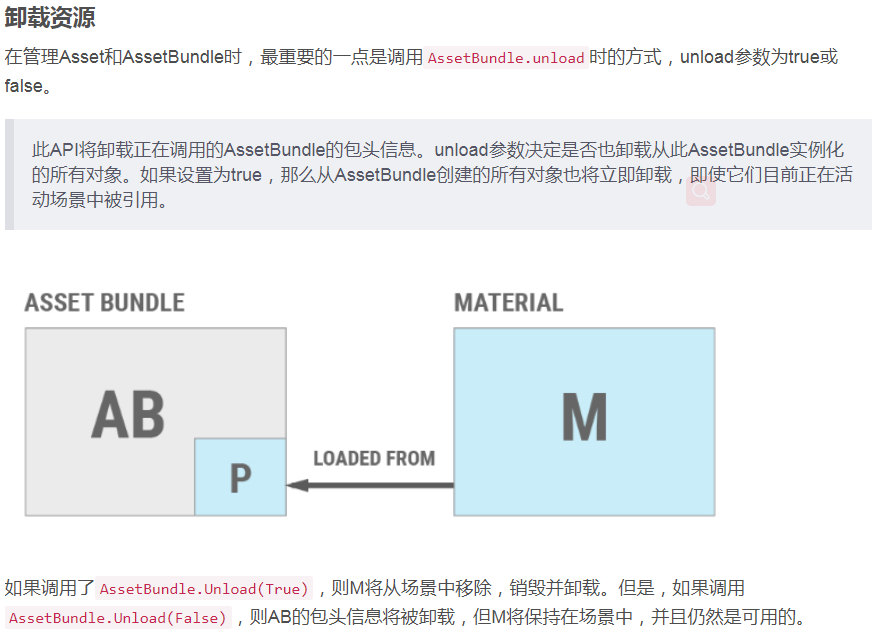 卸载资源
在管理Asset和AssetBundle时，最重要的一点是调用 AssetBundle.unload 时的方式，unload参数为true或
false。
此API将卸载正在调用的AssetBundle的包头信息。unload参数决定是否也卸载从此AssetBundle实例化
的所有对象。如果设置为true，那么从AssetBundle创建的所有对象也将立即卸载，即使它们目前正在活
动场景中被引用。
ASSET BUNDLE
MATERIAL
AB
M
LOADED FROM
P
如果调用了 AssetBundle.Unload(True) ，则M将从场景中移除，销毁并卸载。但是，如果调用
AssetBundle.Unload(False) ，则AB的包头信息将被卸载，但M将保持在场景中，并且仍然是可用的。